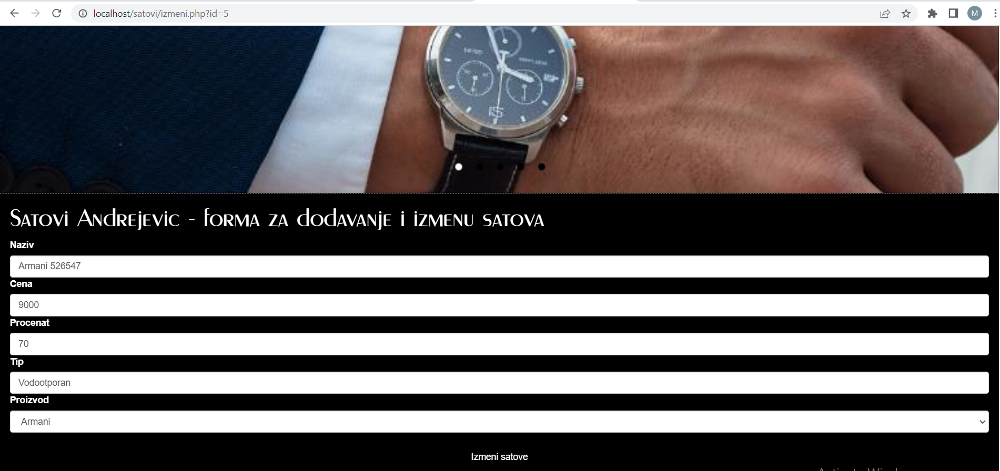 localhost/satovi/izmeni.php?id=5
M
Satovi Andrejevic - forma za dodavanje i izmenu satova
Naziv
Armani 526547
Cena
9000
Procenat
70
Tip
Vodootporan
Proizvod
Armani
Izmeni satove